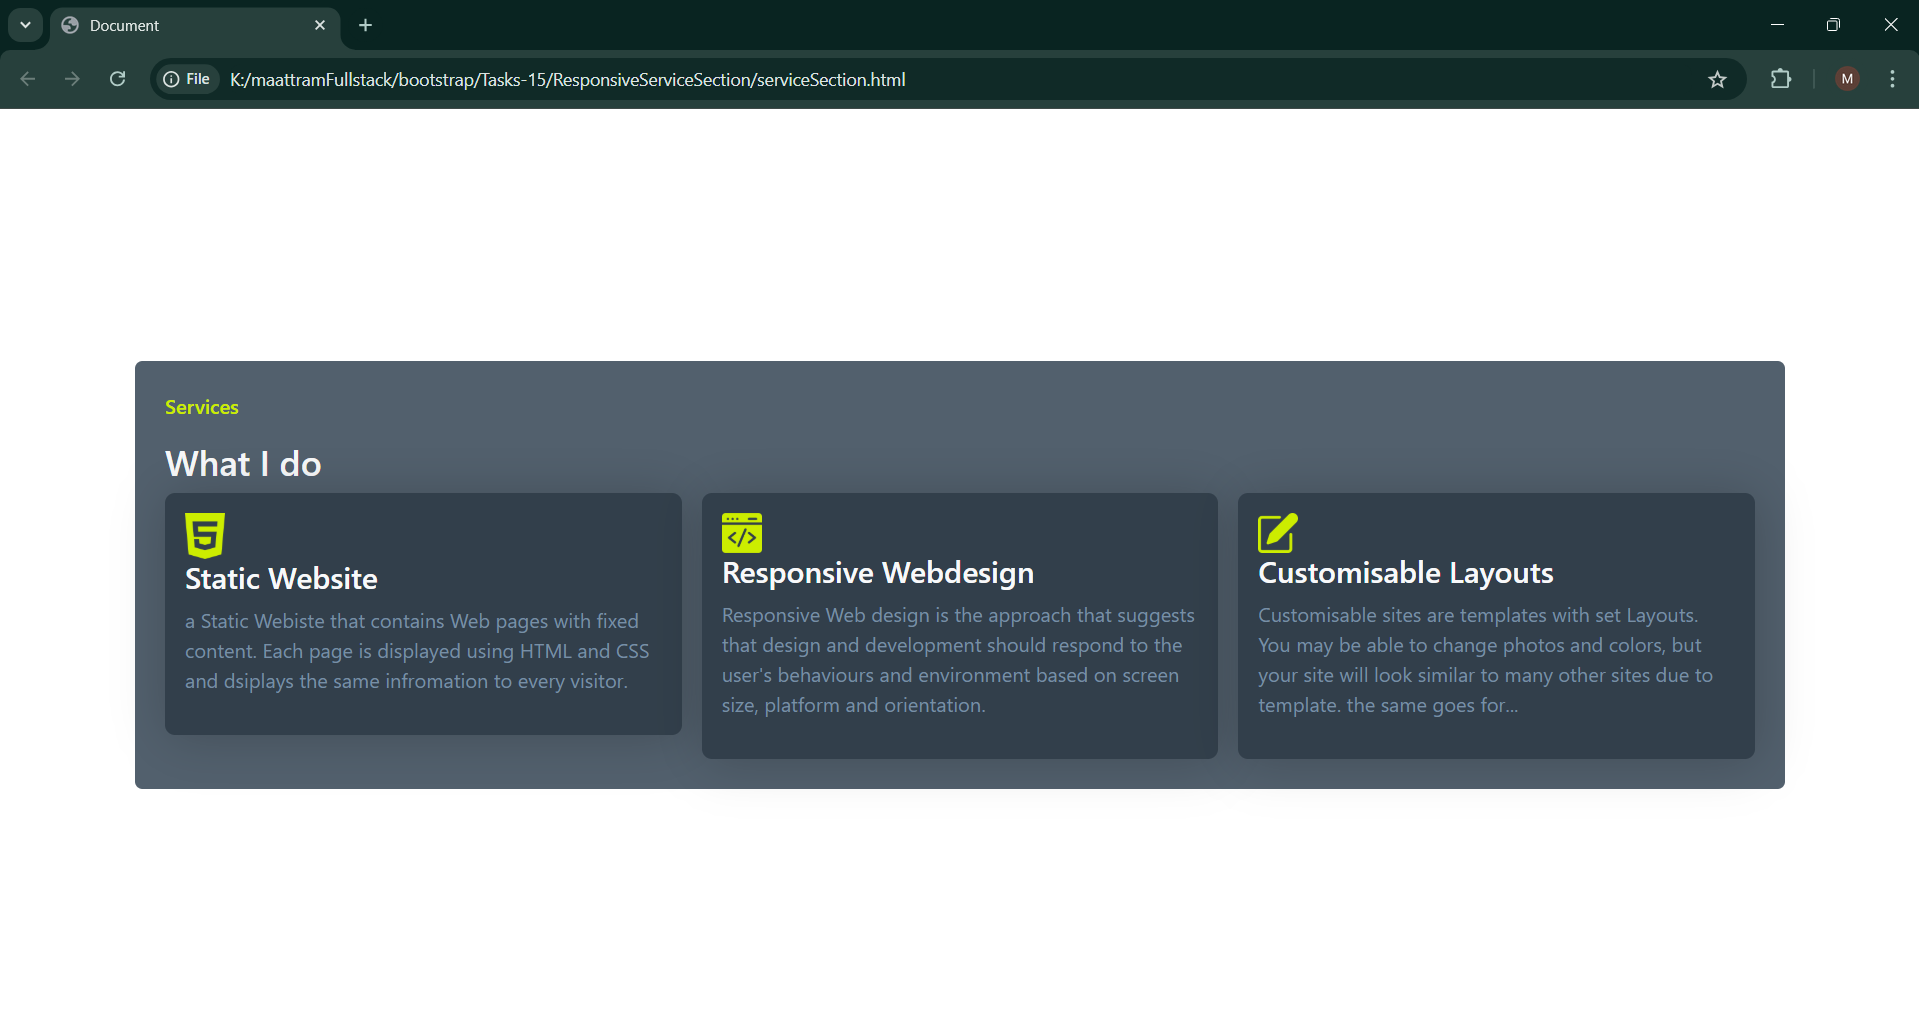 Document
File K:/maattramFullstack/bootstrap/Tasks-15/ResponsiveServiceSection/serviceSection.html
M
Services
What I do
Static Website
a Static Webiste that contains Web pages with fixed
content. Each page is displayed using HTML and CSS
and dsiplays the same infromation to every visitor.
Responsive Webdesign
Responsive Web design is the approach that suggests
that design and development should respond to the
user's behaviours and environment based on screen
size, platform and orientation.
Customisable Layouts
Customisable sites are templates with set Layouts.
You may be able to change photos and colors, but
your site will look similar to many other sites due to
template. the same goes for...